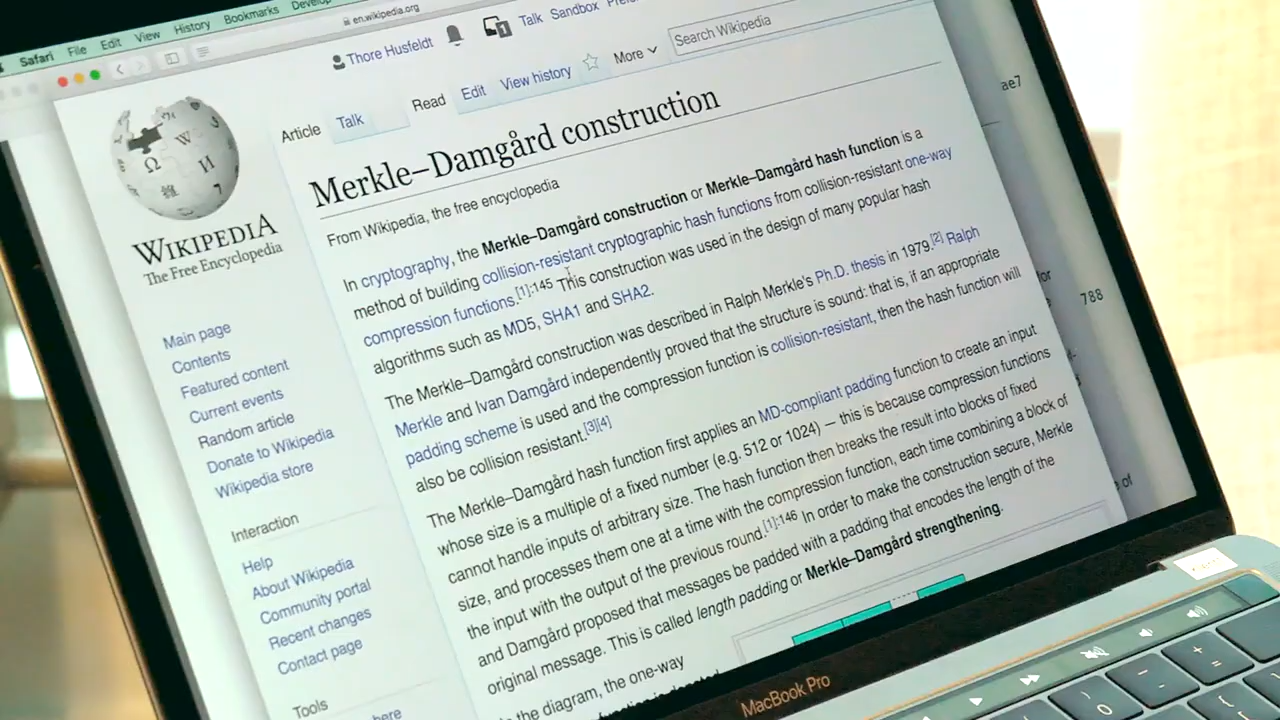 Safari File Edit View History Bookmarks
en.wikipedia.org
Thore Husfeldt 1 Talk Sandbox
Article Talk Read Edit View history More Search Wikipedia
WIKIPEDIA
The Free Encyclopedia
Main page
Contents
Featured content
Current events
Random article
Donate to Wikipedia
Wikipedia store
Interaction
Help
About Wikipedia
Community portal
Recent changes
Contact page
Tools
here
Merkle–Damgård construction
From Wikipedia, the free encyclopedia
In cryptography, the Merkle–Damgård construction or Merkle–Damgård hash function is a
method of building collision-resistant cryptographic hash functions from collision-resistant one-way
compression functions.[1]:145 This construction was used in the design of many popular hash
algorithms such as MD5, SHA1 and SHA2.
The Merkle–Damgård construction was described in Ralph Merkle's Ph.D. thesis in 1979.[2] Ralph
Merkle and Ivan Damgård independently proved that the structure is sound: that is, if an appropriate
padding scheme is used and the compression function is collision-resistant, then the hash function will
also be collision resistant.[3][4]
The Merkle–Damgård hash function first applies an MD-compliant padding function to create an input
whose size is a multiple of a fixed number (e.g. 512 or 1024) — this is because compression functions
cannot handle inputs of arbitrary size. The hash function then breaks the result into blocks of fixed
size, and processes them one at a time with the compression function, each time combining a block of
the input with the output of the previous round.[1]:146 In order to make the construction secure, Merkle
and Damgård proposed that messages be padded with a padding that encodes the length of the
original message. This is called length padding or Merkle–Damgård strengthening.
the diagram, the one-way
ae7
788
of
MacBook Pro